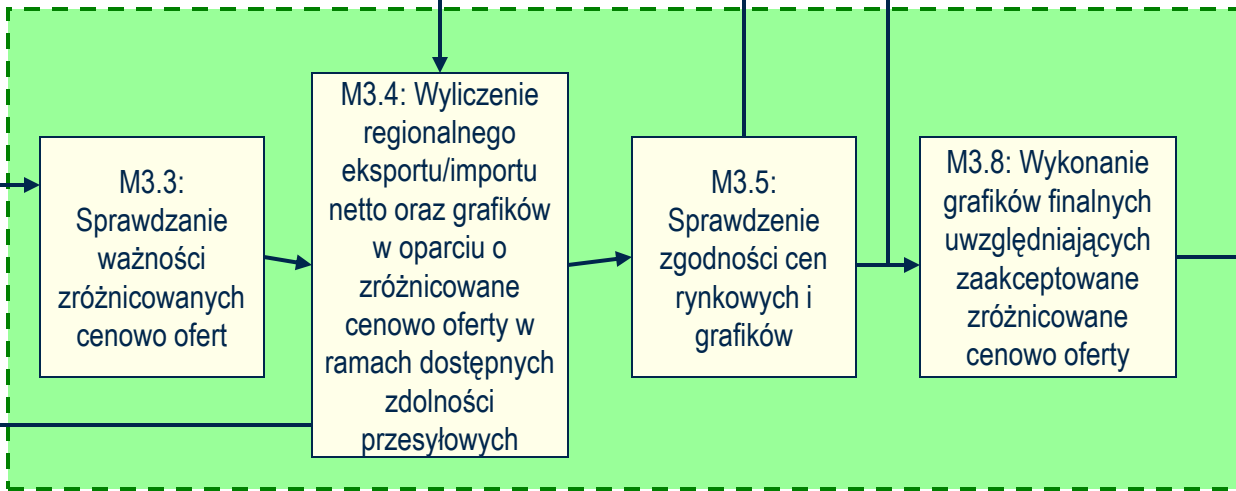 M3.3:
Sprawdzanie
ważności
zróżnicowanych
cenowo ofert
M3.4: Wyliczenie
regionalnego
eksportu/importu
netto oraz grafików
w oparciu o
zróżnicowane
cenowo oferty w
ramach dostępnych
zdolności
przesyłowych
M3.5:
Sprawdzenie
zgodności cen
rynkowych i
grafików
M3.8: Wykonanie
grafików finalnych
uwzględniających
zaakceptowane
zróżnicowane
cenowo oferty